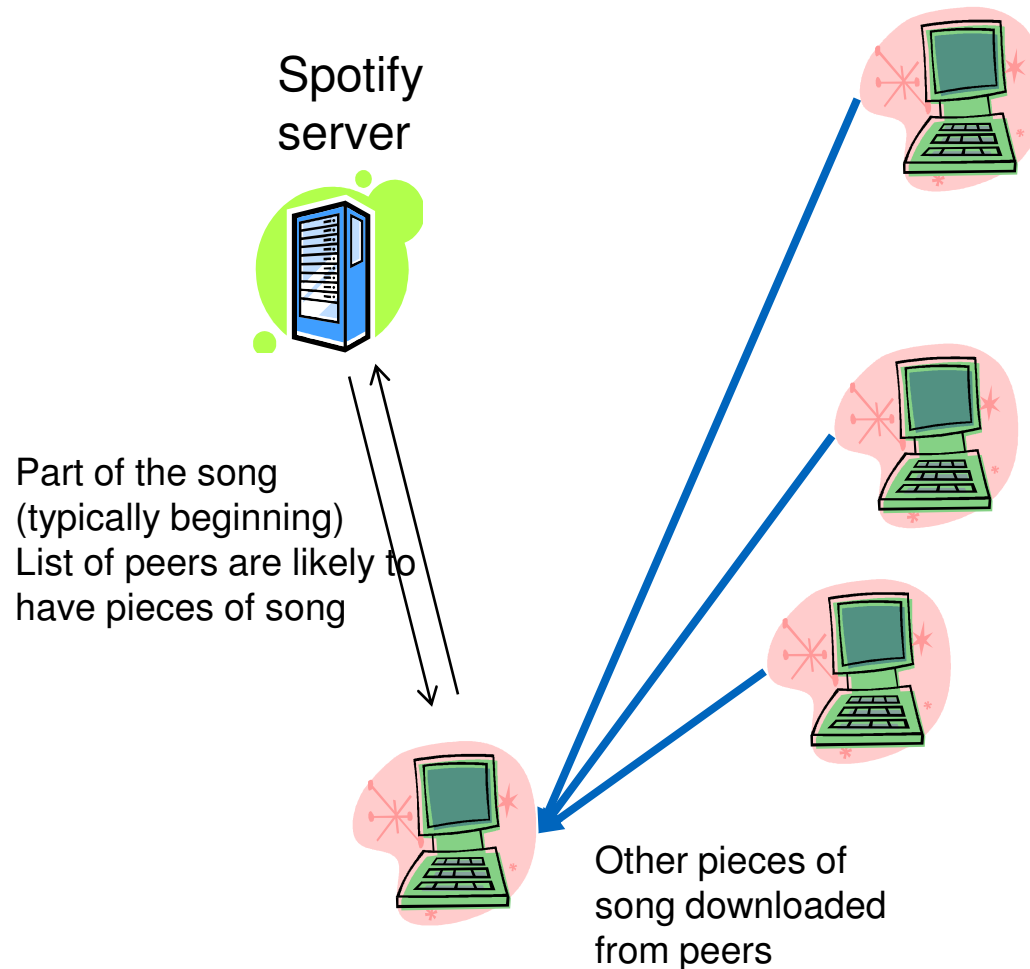 Spotify
server
Part of the song
(typically beginning)
List of peers are likely to
have pieces of song
Other pieces of
song downloaded
from peers